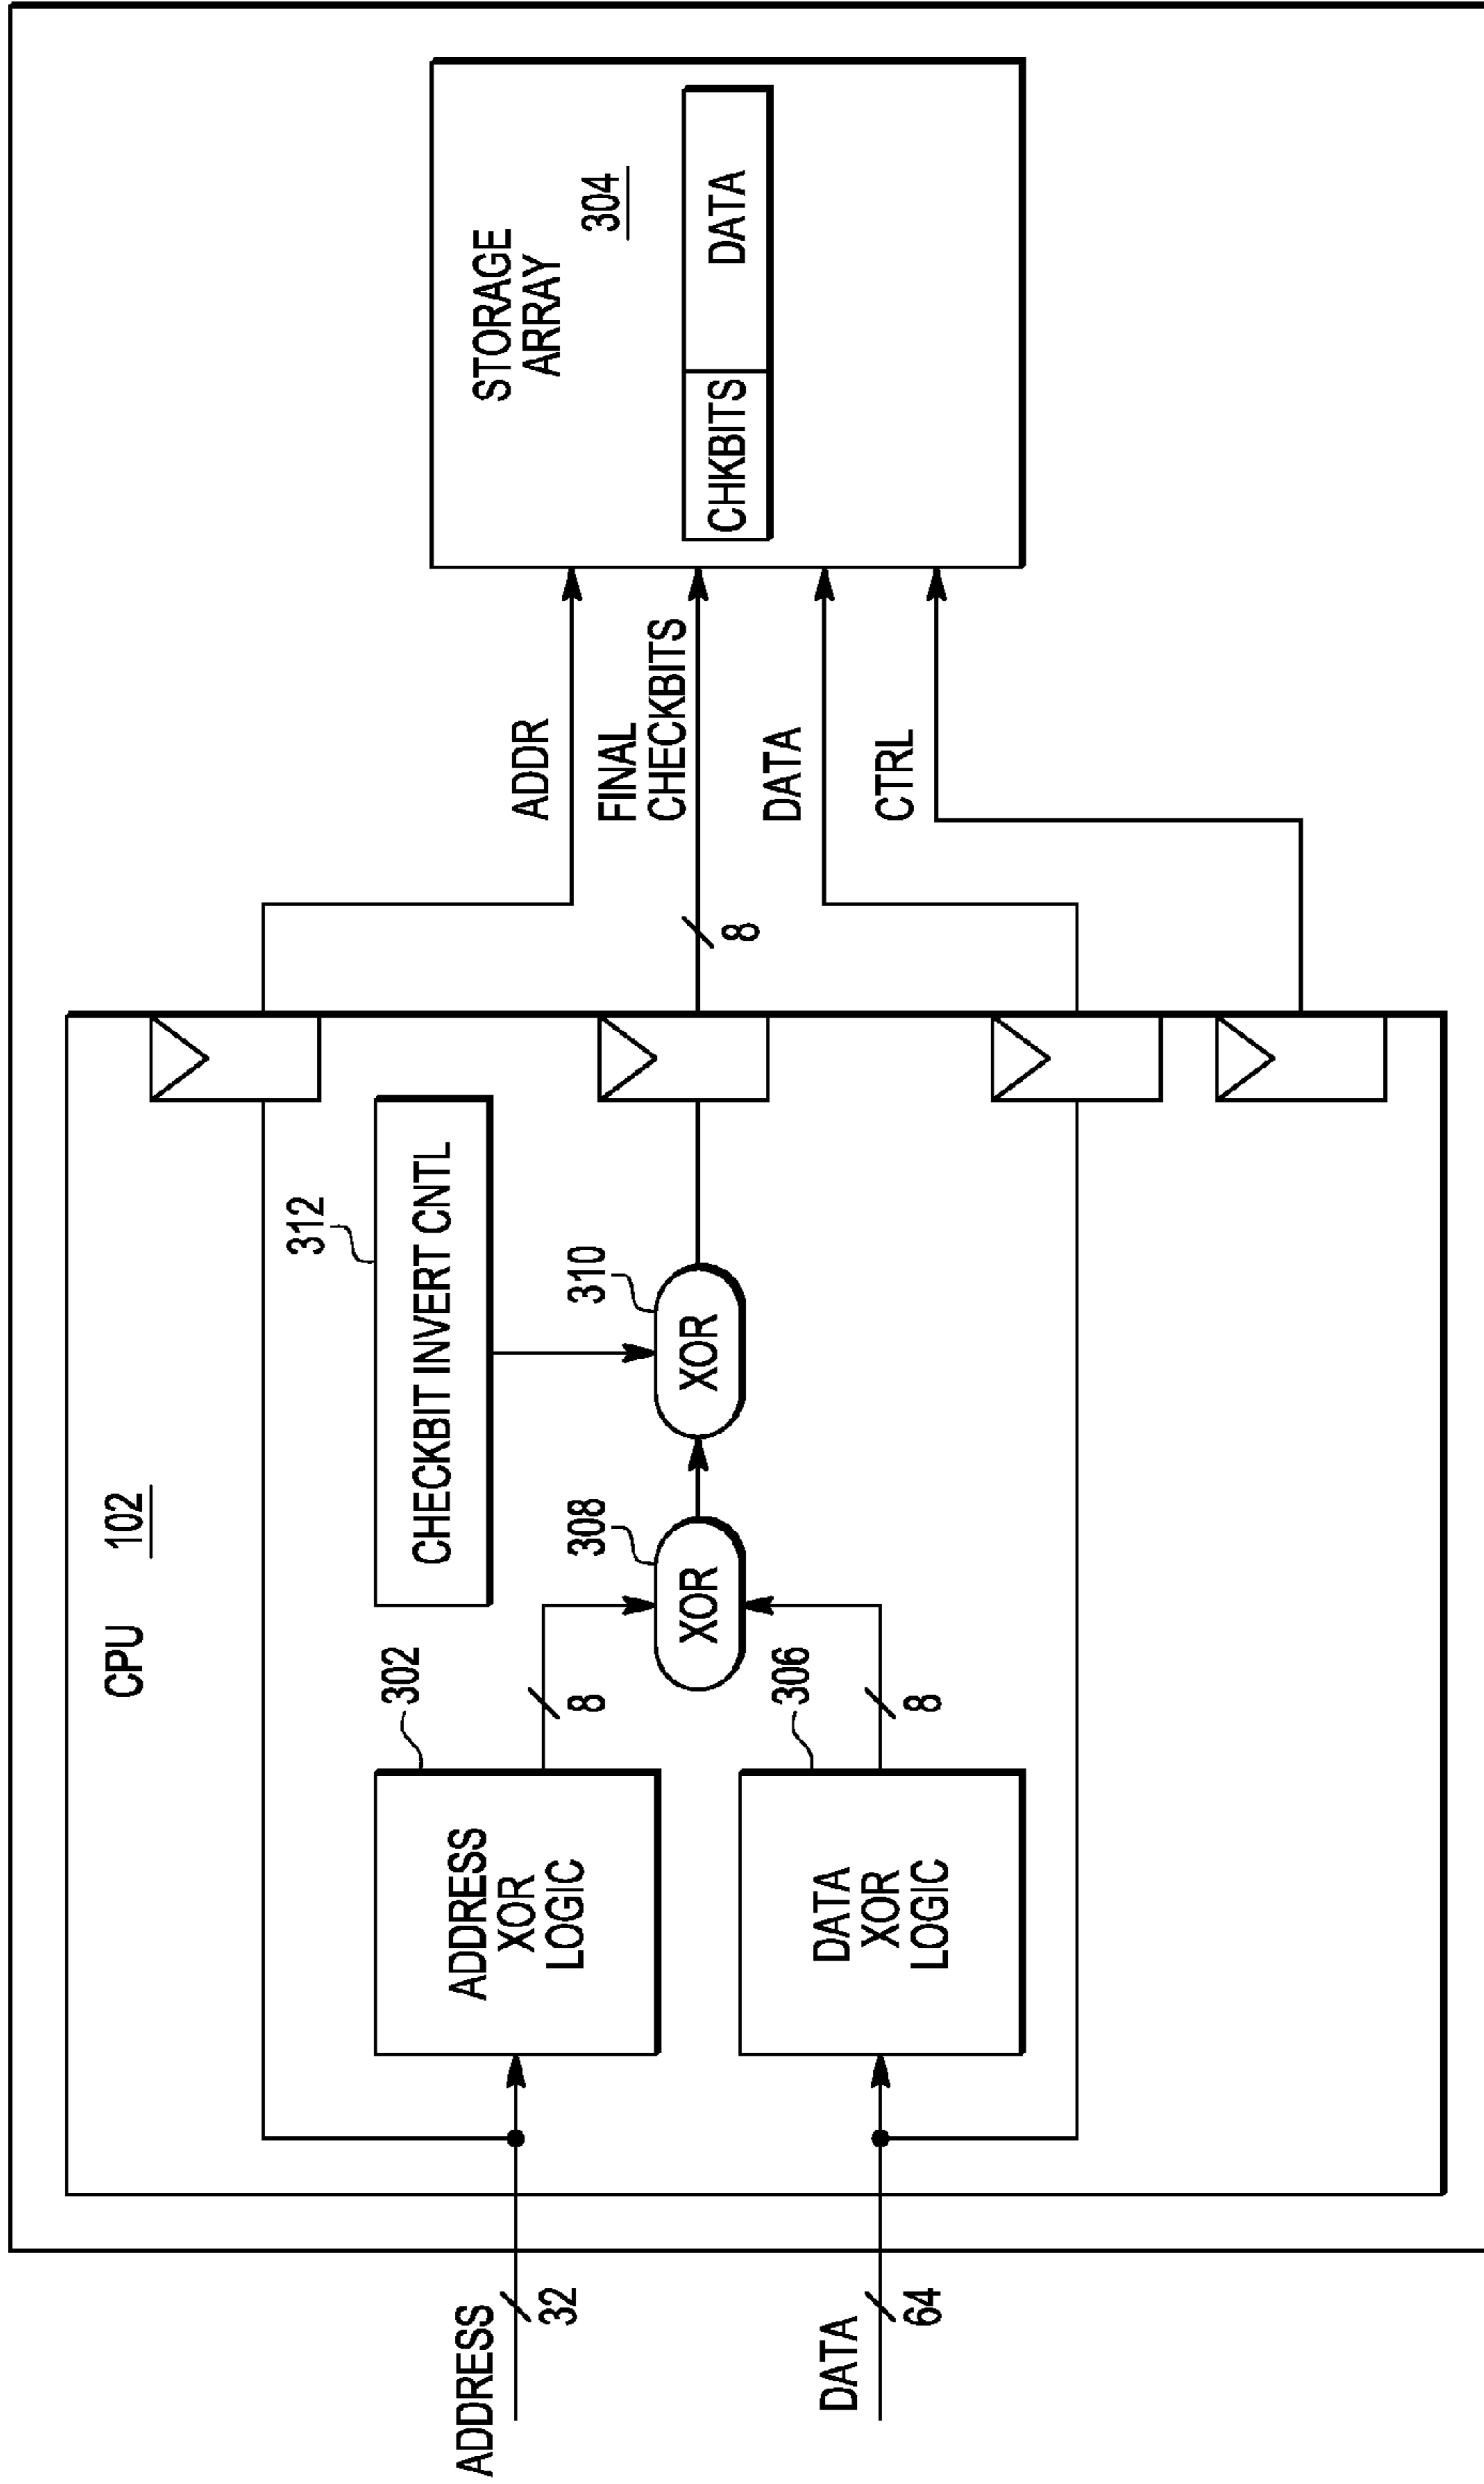 CPU 102
ADDRESS
32
ADDRESS
XOR
LOGIC
302
8
CHECKBIT INVERT CNTL
312
DATA
64
DATA
XOR
LOGIC
306
8
XOR
308
XOR
310
ADDR
FINAL
CHECKBITS
8
DATA
CTRL
STORAGE
ARRAY
304
CHKBITS
DATA